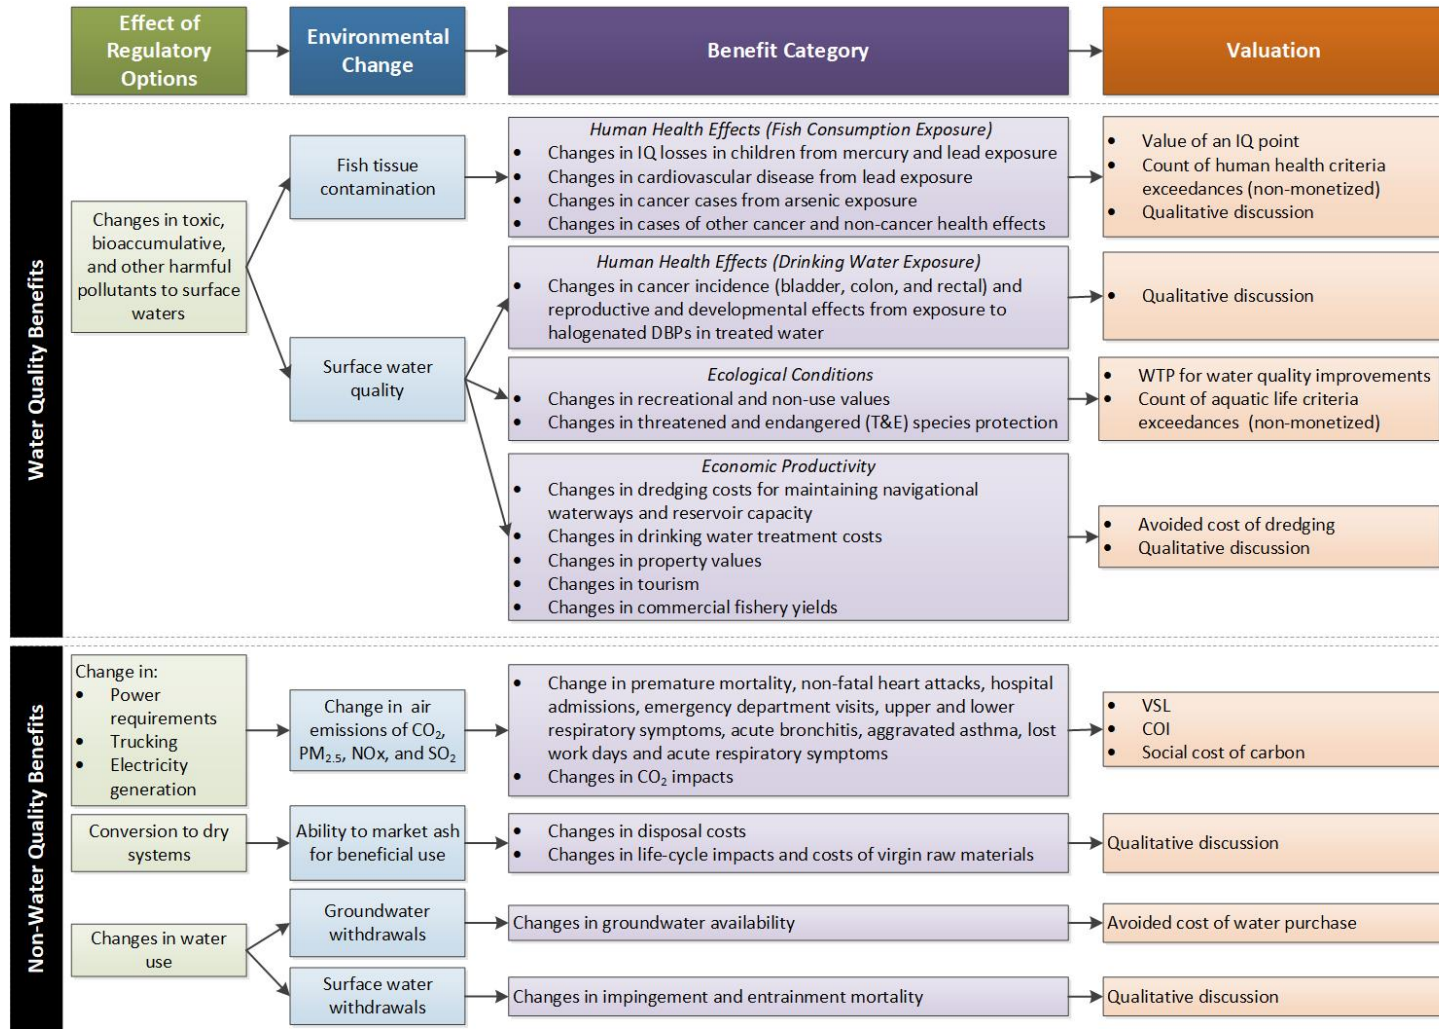 Effect of
Regulatory
Options
Environmental
Change
Benefit Category
Valuation
Water Quality Benefits
Changes in toxic,
bioaccumulative,
and other harmful
pollutants to surface
waters
Fish tissue
contamination
Human Health Effects (Fish Consumption Exposure)
• Changes in IQ losses in children from mercury and lead exposure
• Changes in cardiovascular disease from lead exposure
• Changes in cancer cases from arsenic exposure
• Changes in cases of other cancer and non-cancer health effects
• Value of an IQ point
• Count of human health criteria
exceedances (non-monetized)
• Qualitative discussion
Surface water
quality
Human Health Effects (Drinking Water Exposure)
• Changes in cancer incidence (bladder, colon, and rectal) and
reproductive and developmental effects from exposure to
halogenated DBPs in treated water
• Qualitative discussion
Ecological Conditions
• Changes in recreational and non-use values
• Changes in threatened and endangered (T&E) species protection
• WTP for water quality improvements
• Count of aquatic life criteria
exceedances (non-monetized)
Economic Productivity
• Changes in dredging costs for maintaining navigational
waterways and reservoir capacity
• Changes in drinking water treatment costs
• Changes in property values
• Changes in tourism
• Changes in commercial fishery yields
• Avoided cost of dredging
• Qualitative discussion
Non-Water Quality Benefits
Change in:
• Power
requirements
• Trucking
• Electricity
generation
Change in air
emissions of CO₂,
PM₂.₅, NOx, and SO₂
• Change in premature mortality, non-fatal heart attacks, hospital
admissions, emergency department visits, upper and lower
respiratory symptoms, acute bronchitis, aggravated asthma, lost
work days and acute respiratory symptoms
• Changes in CO₂ impacts
• VSL
• COI
• Social cost of carbon
Conversion to dry
systems
Ability to market ash
for beneficial use
• Changes in disposal costs
• Changes in life-cycle impacts and costs of virgin raw materials
Qualitative discussion
Changes in water
use
Groundwater
withdrawals
Changes in groundwater availability
Avoided cost of water purchase
Surface water
withdrawals
Changes in impingement and entrainment mortality
Qualitative discussion